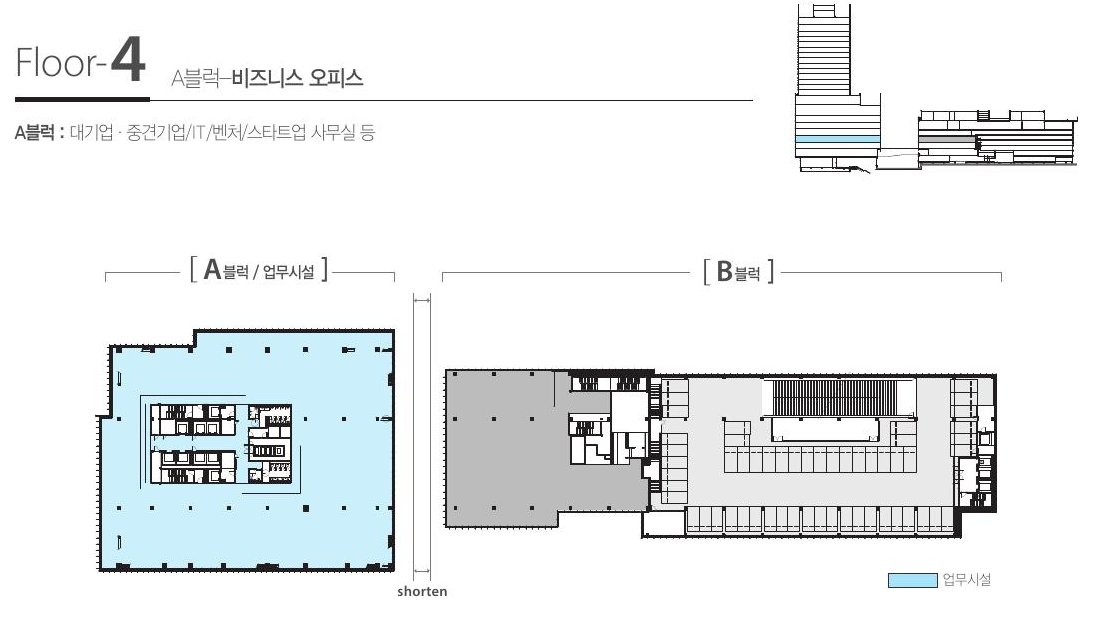 Floor-4 A블럭–비즈니스 오피스
A블럭 : 대기업 · 중견기업/IT/벤처/스타트업 사무실 등
[ A블럭 / 업무시설 ]
[ B블럭 ]
shorten
업무시설